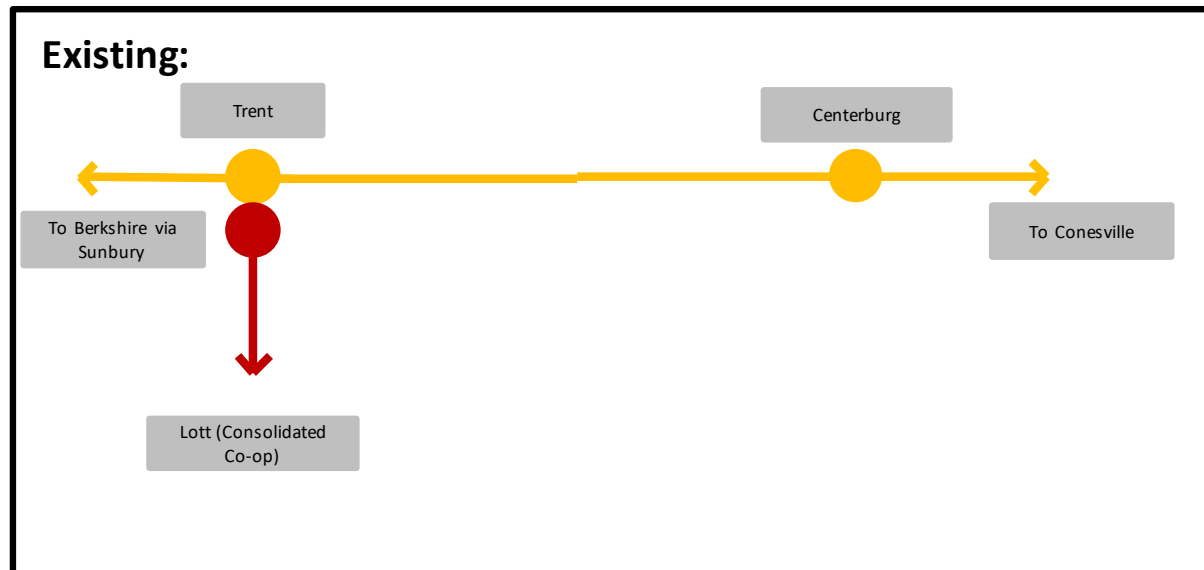 Existing:
Trent
Centerburg
To Berkshire via
Sunbury
To Conesville
Lott (Consolidated
Co-op)